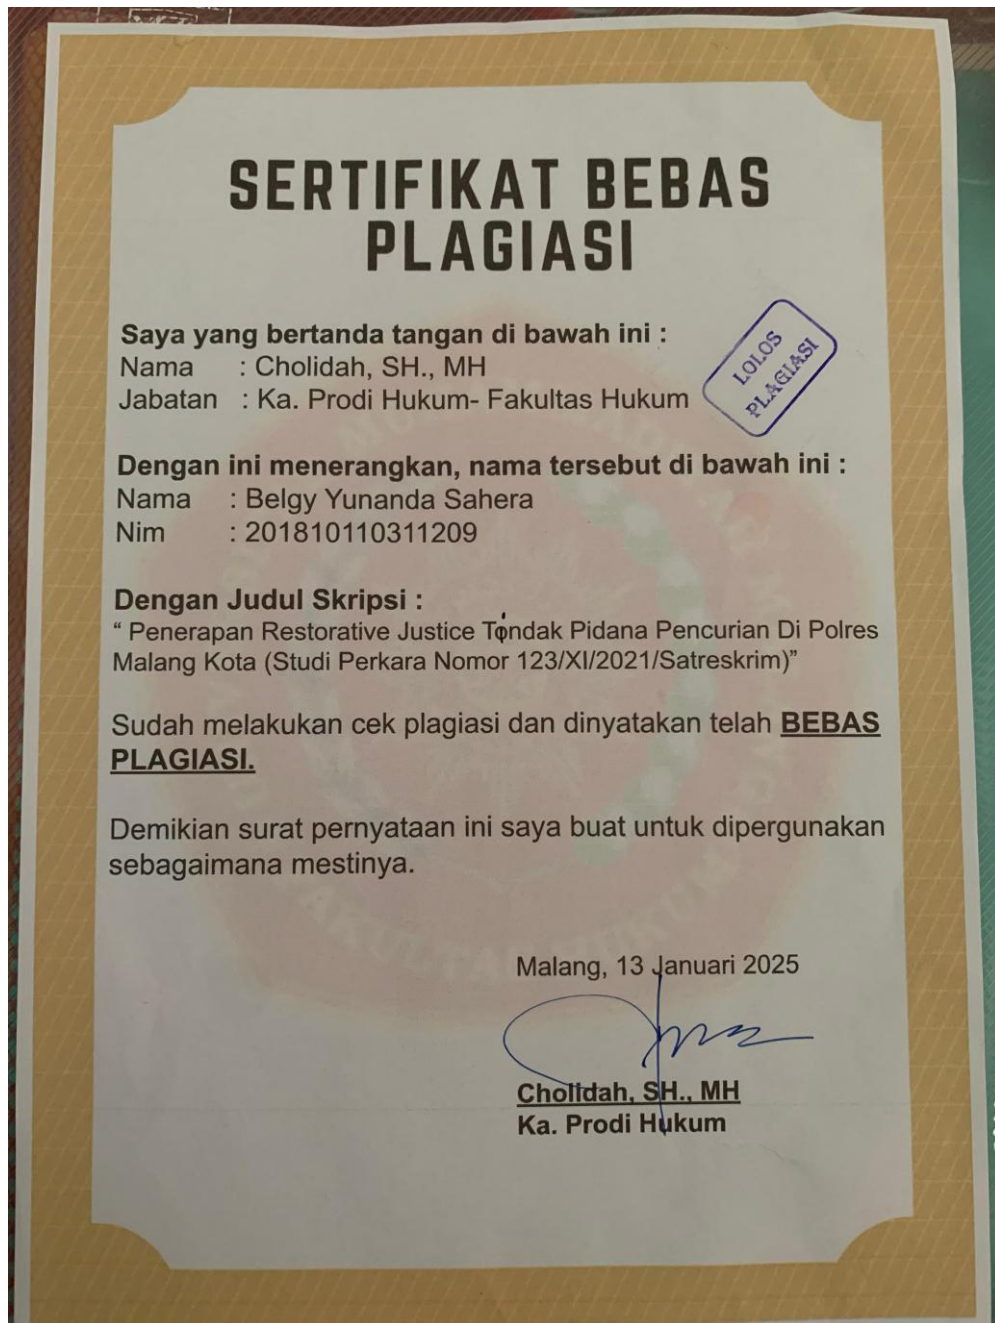 SERTIFIKAT BEBAS
PLAGIASI
Saya yang bertanda tangan di bawah ini :
Nama : Cholidah, SH., MH
Jabatan : Ka. Prodi Hukum- Fakultas Hukum
LOLOS
PLAGIASI
Dengan ini menerangkan, nama tersebut di bawah ini :
Nama : Belgy Yunanda Sahera
Nim : 201810110311209
Dengan Judul Skripsi :
“ Penerapan Restorative Justice Tindak Pidana Pencurian Di Polres
Malang Kota (Studi Perkara Nomor 123/XI/2021/Satreskrim)”
Sudah melakukan cek plagiasi dan dinyatakan telah BEBAS
PLAGIASI.
Demikian surat pernyataan ini saya buat untuk dipergunakan
sebagaimana mestinya.
Malang, 13 Januari 2025
Cholidah, SH., MH
Ka. Prodi Hukum